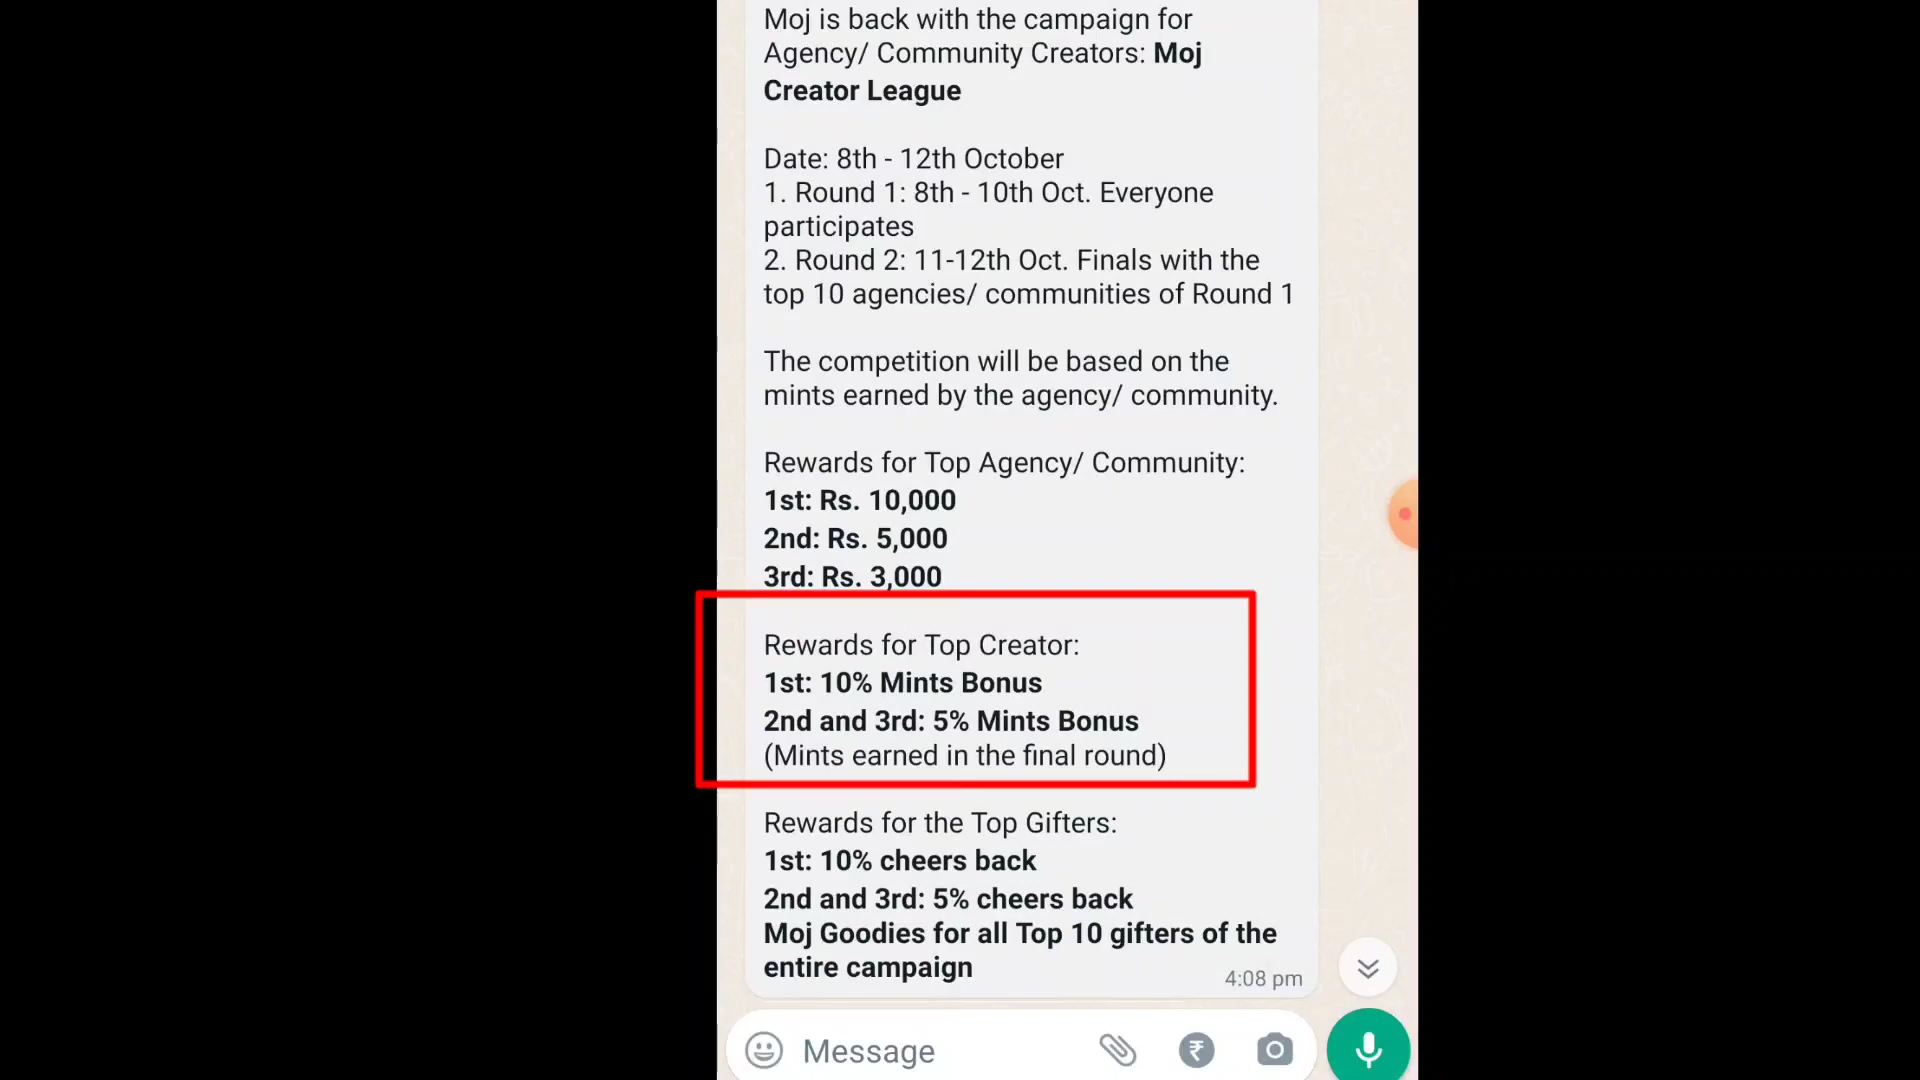 Moj is back with the campaign for
Agency/ Community Creators: Moj
Creator League
Date: 8th - 12th October
1. Round 1: 8th - 10th Oct. Everyone
participates
2. Round 2: 11-12th Oct. Finals with the
top 10 agencies/ communities of Round 1
The competition will be based on the
mints earned by the agency/ community.
Rewards for Top Agency/ Community:
1st: Rs. 10,000
2nd: Rs. 5,000
3rd: Rs. 3,000
Rewards for Top Creator:
1st: 10% Mints Bonus
2nd and 3rd: 5% Mints Bonus
(Mints earned in the final round)
Rewards for the Top Gifters:
1st: 10% cheers back
2nd and 3rd: 5% cheers back
Moj Goodies for all Top 10 gifters of the
entire campaign
4:08 pm
Message